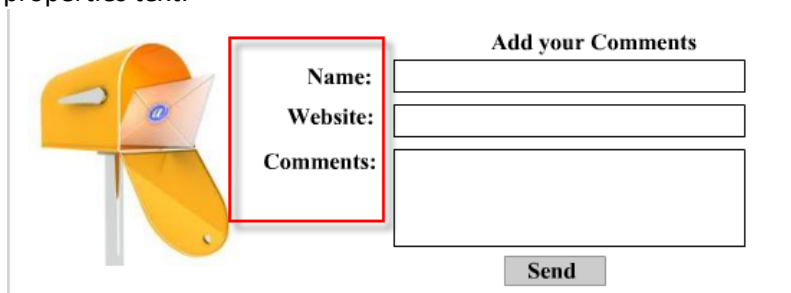 properties text.
Add your Comments
Name:
Website:
Comments:
@
Send